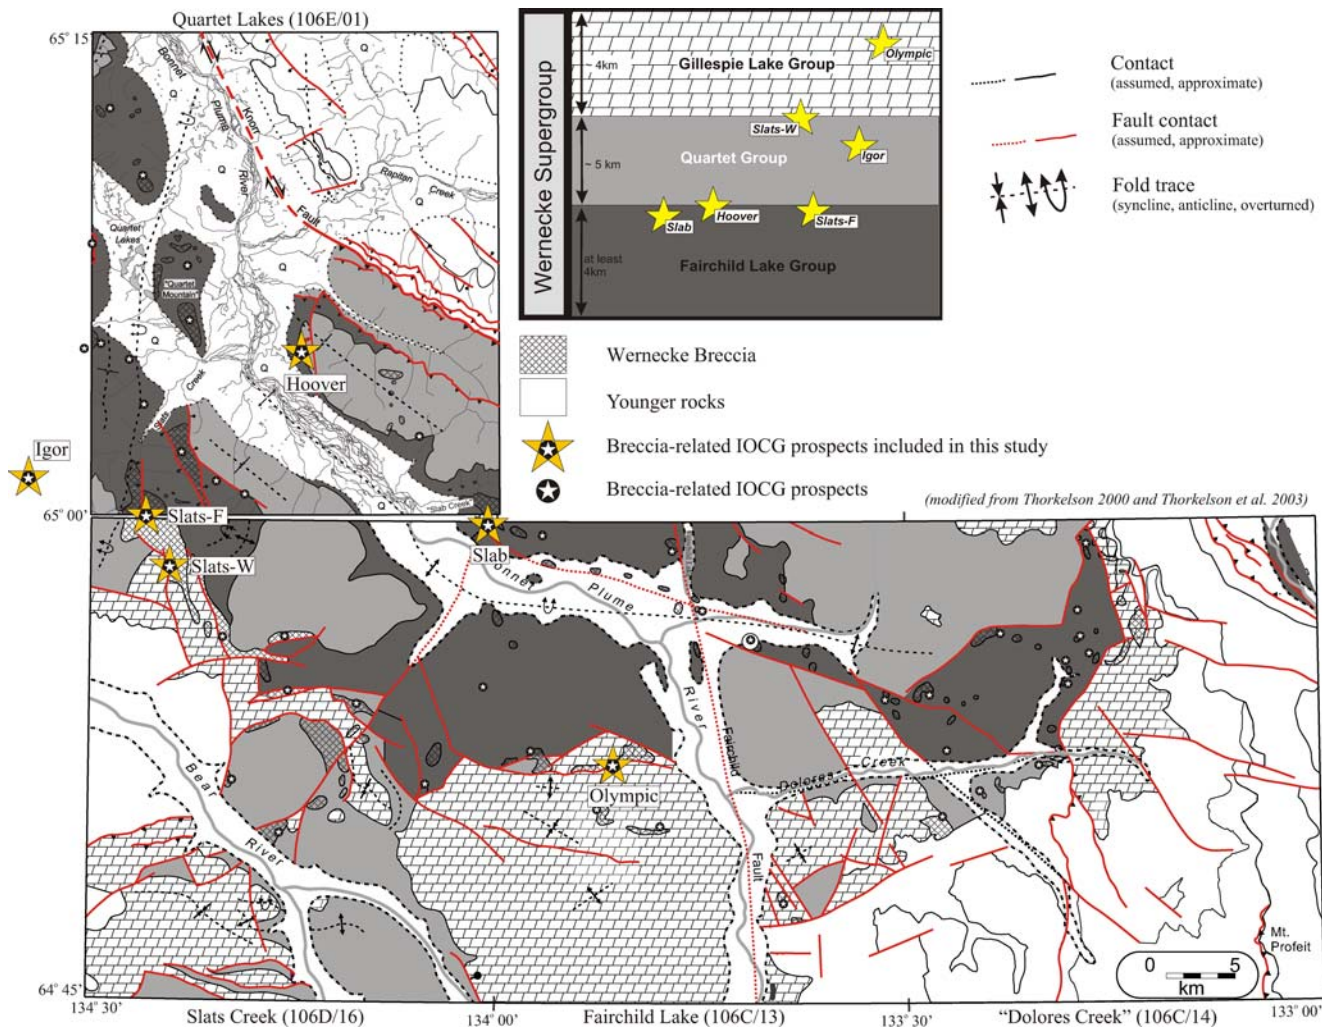 Quartet Lakes (106E/01)
65° 15'
Bonnet
Plume
River
Knorr
Fault
Rapitan
Creek
Quartet
Lakes
"Quartet
Mountain"
Q
Q
Q
Q
Q
Q
Q
Q
Q
Creek
Slats
Hoover
"Slab Creek"
Igor
65° 00'
Wernecke Supergroup
~ 4km
Gillespie Lake Group
Olympic
Slats-W
Igor
~ 5 km
Quartet Group
Slab
Hoover
Slats-F
at least
4km
Fairchild Lake Group
Contact
(assumed, approximate)
Fault contact
(assumed, approximate)
Fold trace
(syncline, anticline, overturned)
Wernecke Breccia
Younger rocks
Breccia-related IOCG prospects included in this study
Breccia-related IOCG prospects
(modified from Thorkelson 2000 and Thorkelson et al. 2003)
Slats-F
Slats-W
Slab
Bonnet
Plume
River
Fairchild
Fault
Dolores Creek
Olympic
Bear
River
Mt.
Profeit
0 5
km
64° 45'
134° 30'
Slats Creek (106D/16)
134° 00'
Fairchild Lake (106C/13)
133° 30'
"Dolores Creek" (106C/14)
133° 00'